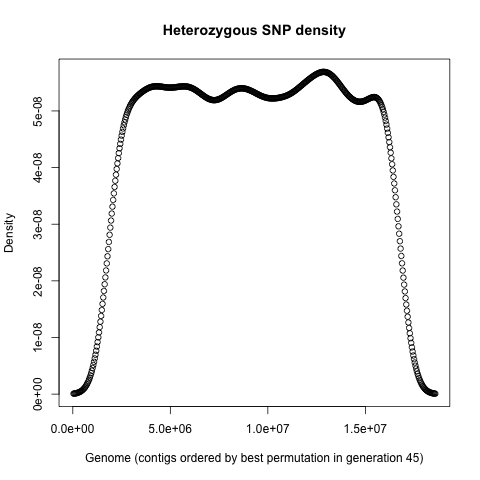 Heterozygous SNP density
Density
5e-08
4e-08
3e-08
2e-08
1e-08
0e+00
0.0e+00 5.0e+06 1.0e+07 1.5e+07
Genome (contigs ordered by best permutation in generation 45)